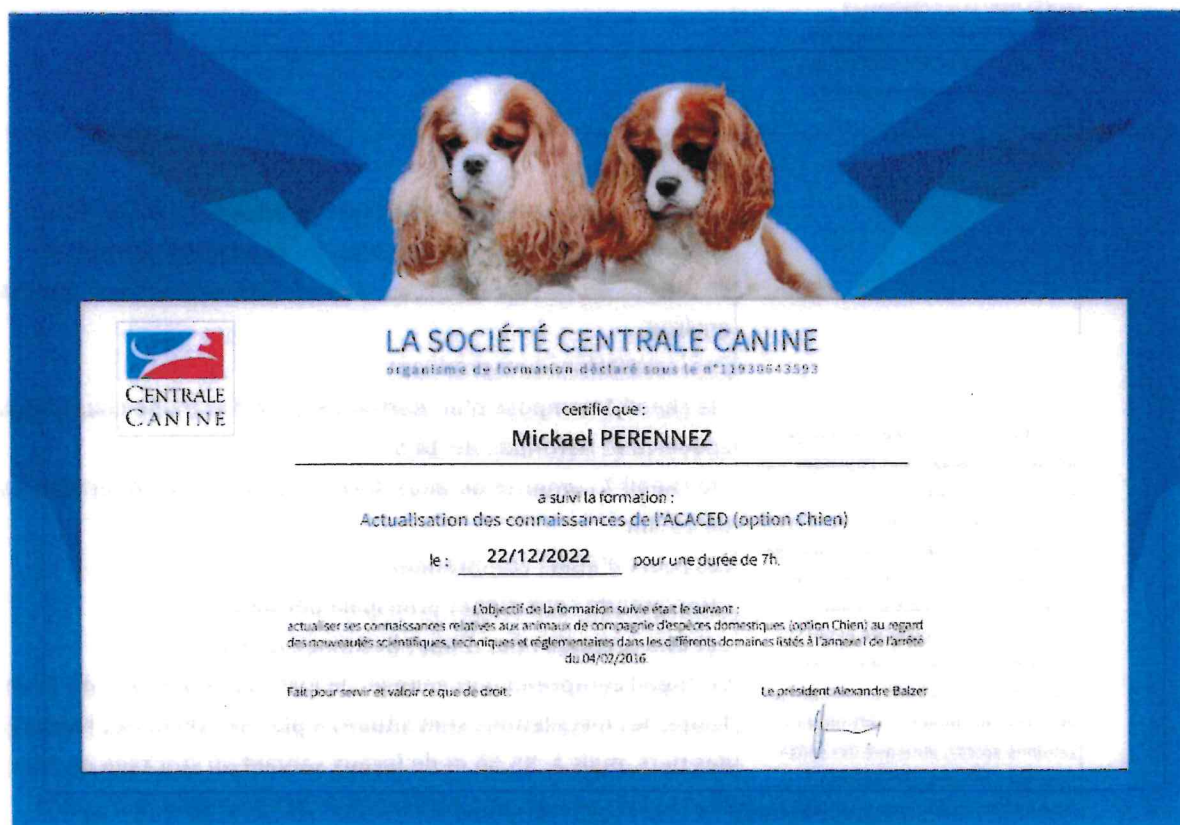 CENTRALE
CANINE
LA SOCIÉTÉ CENTRALE CANINE
organisme de formation déclaré sous le n°11930643593
certifie que :
Mickael PERENNEZ
a suivi la formation :
Actualisation des connaissances de l'ACACED (option Chien)
le : 22/12/2022 pour une durée de 7h.
L'objectif de la formation suivie était le suivant :
actualiser ses connaissances relatives aux animaux de compagnie d'espèces domestiques (option Chien) au regard
des nouveautés scientifiques, techniques et réglementaires dans les différents domaines listés à l'annexe I de l'arrêté
du 04/02/2016.
Fait pour servir et valoir ce que de droit.
Le président Alexandre Balzer